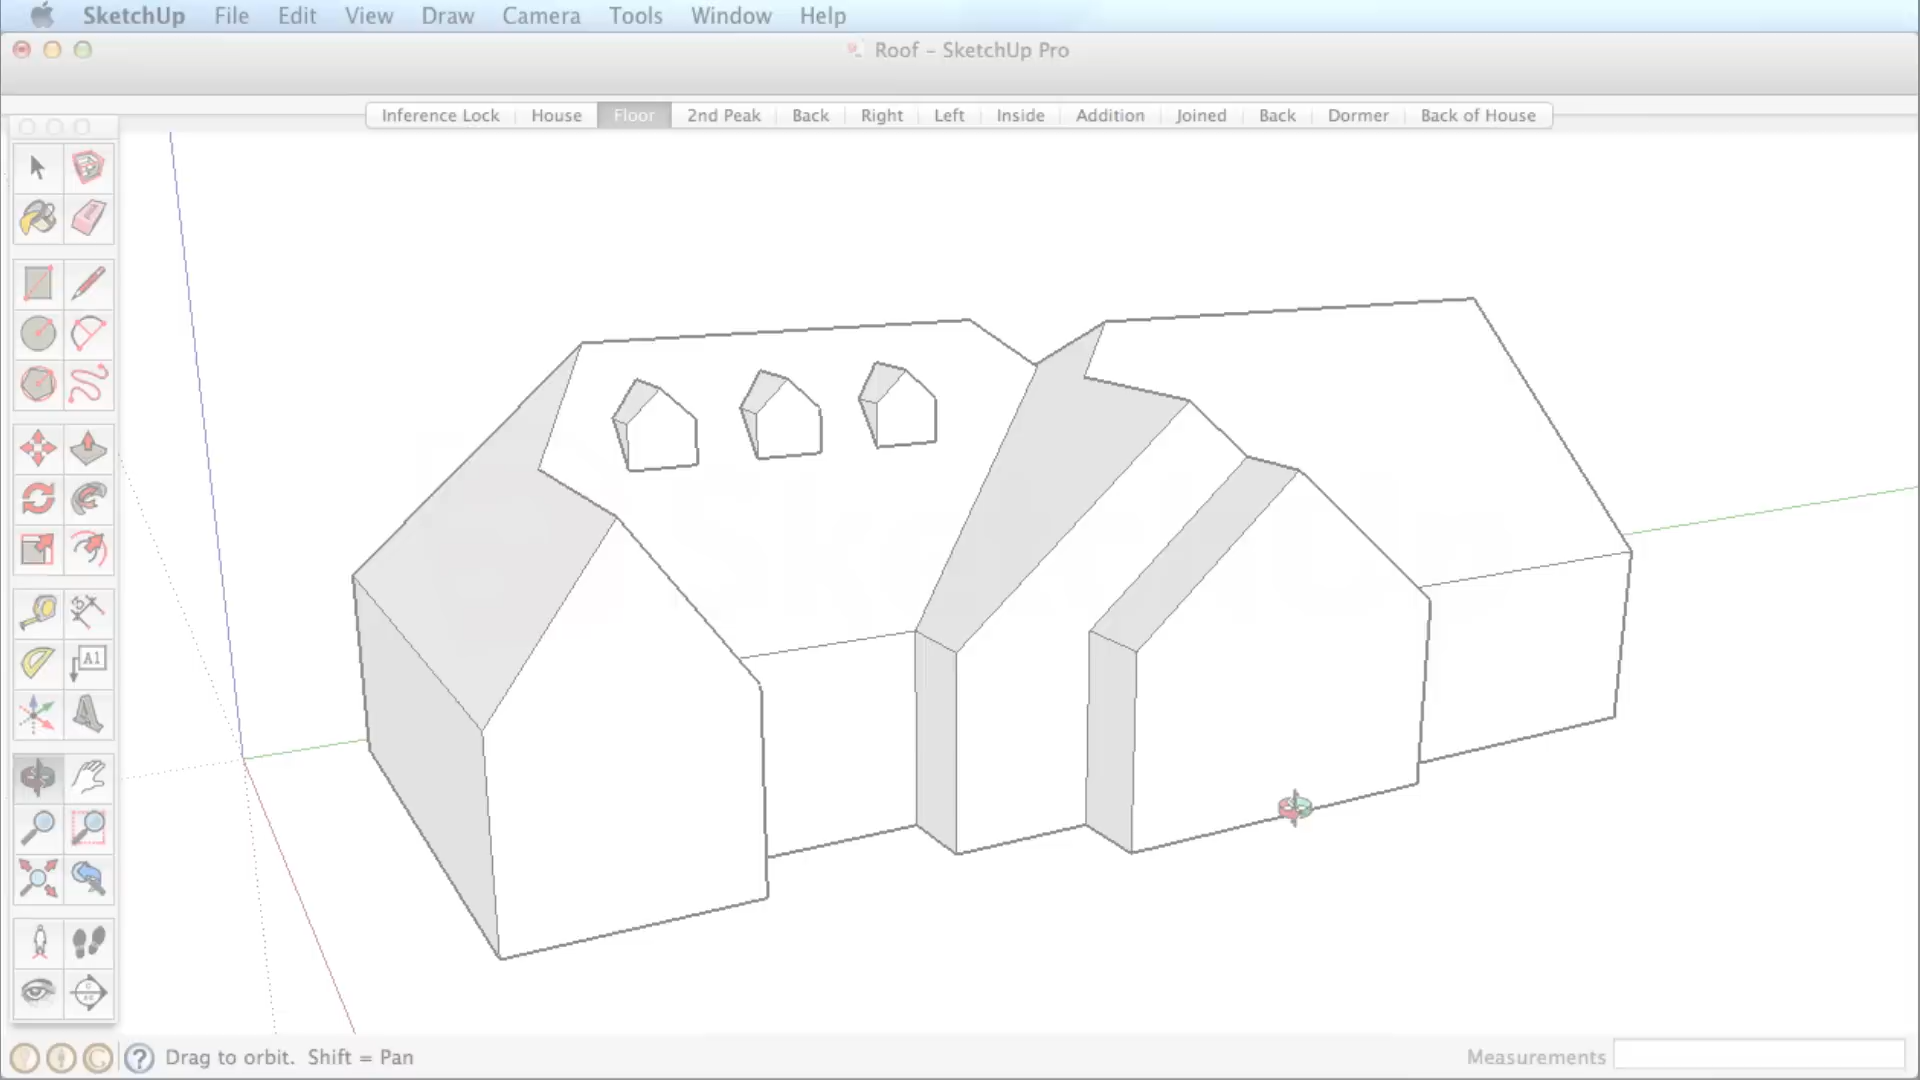 SketchUp File Edit View Draw Camera Tools Window Help
Roof – SketchUp Pro
Inference Lock House Floor 2nd Peak Back Right Left Inside Addition Joined Back Dormer Back of House
A1
Drag to orbit. Shift = Pan
Measurements